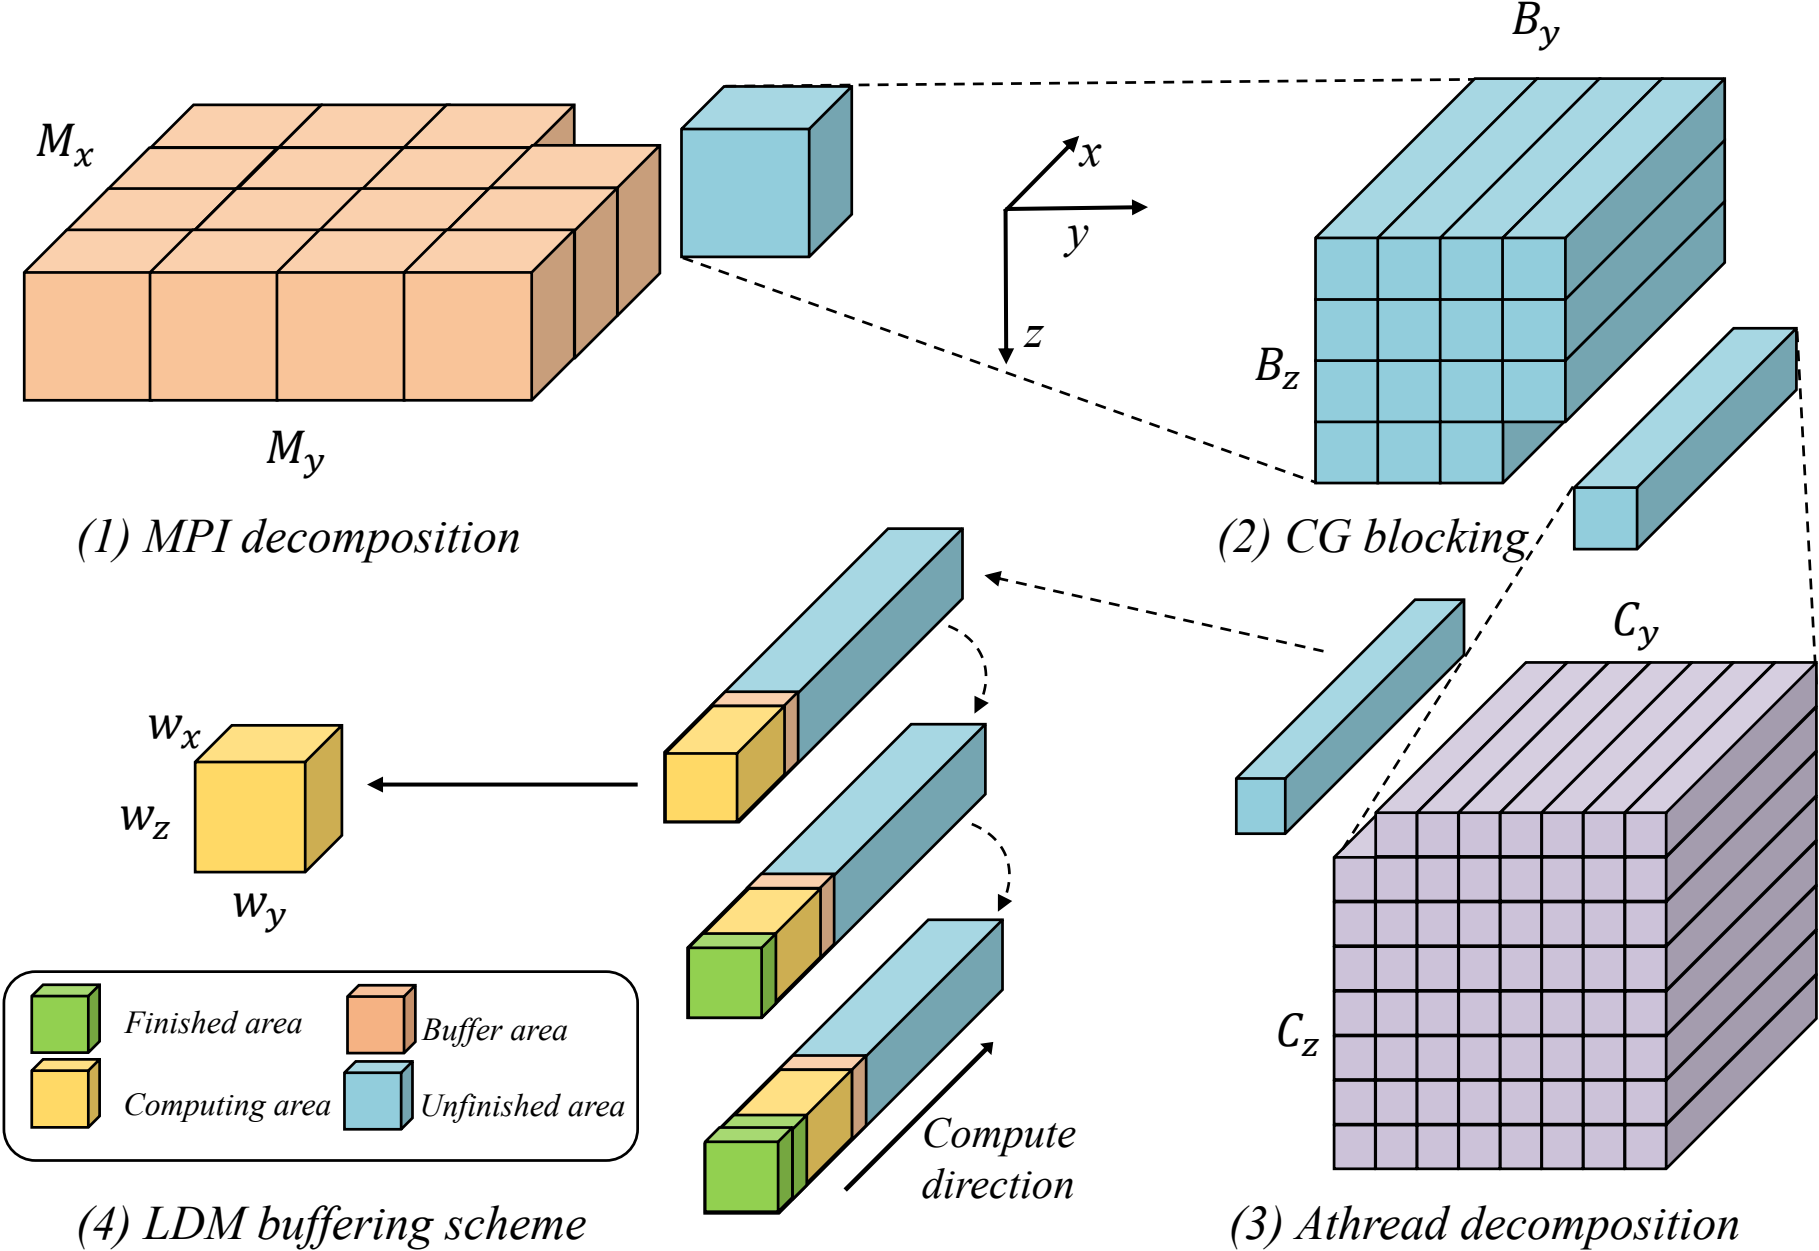 M_x
M_y
(1) MPI decomposition
x
y
z
B_y
B_z
(2) CG blocking
C_y
C_z
(3) Athread decomposition
w_x
w_z
w_y
Finished area
Buffer area
Computing area
Unfinished area
Compute
direction
(4) LDM buffering scheme